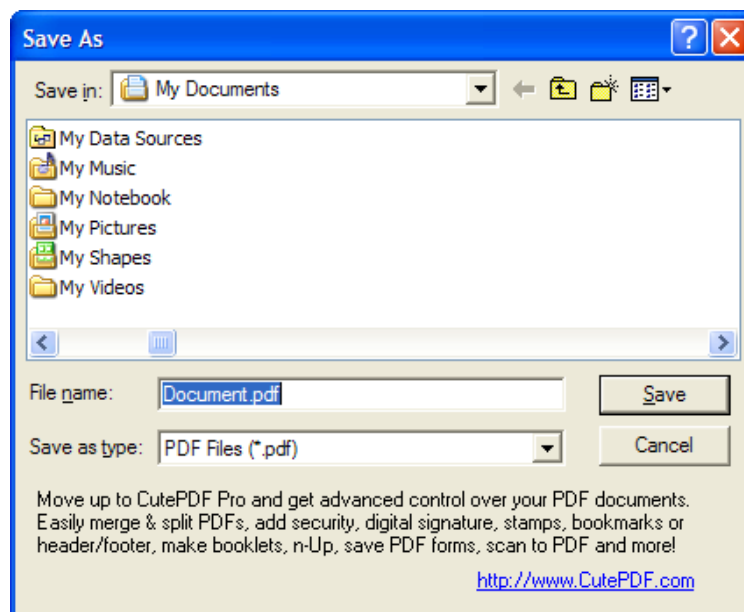 Save As
Save in: My Documents
My Data Sources
My Music
My Notebook
My Pictures
My Shapes
My Videos
File name: Document.pdf Save
Save as type: PDF Files (*.pdf) Cancel
Move up to CutePDF Pro and get advanced control over your PDF documents.
Easily merge & split PDFs, add security, digital signature, stamps, bookmarks or
header/footer, make booklets, n-Up, save PDF forms, scan to PDF and more!
http://www.CutePDF.com